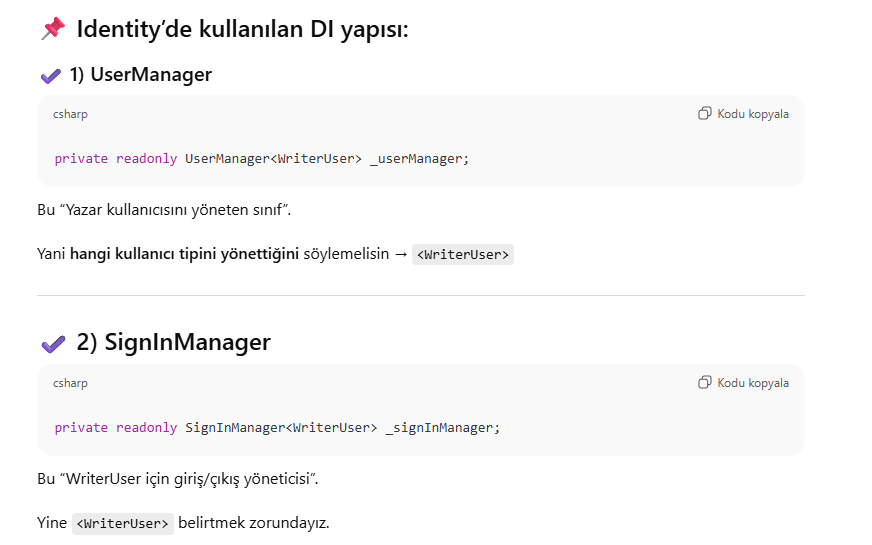 📌 Identity’de kullanılan DI yapısı:
✔ 1) UserManager
csharp
Kodu kopyala
private readonly UserManager<WriterUser> _userManager;
Bu “Yazar kullanıcısını yöneten sınıf”.
Yani hangi kullanıcı tipini yönettiğini söylemelisin → <WriterUser>
✔ 2) SignInManager
csharp
Kodu kopyala
private readonly SignInManager<WriterUser> _signInManager;
Bu “WriterUser için giriş/çıkış yöneticisi”.
Yine <WriterUser> belirtmek zorundayız.